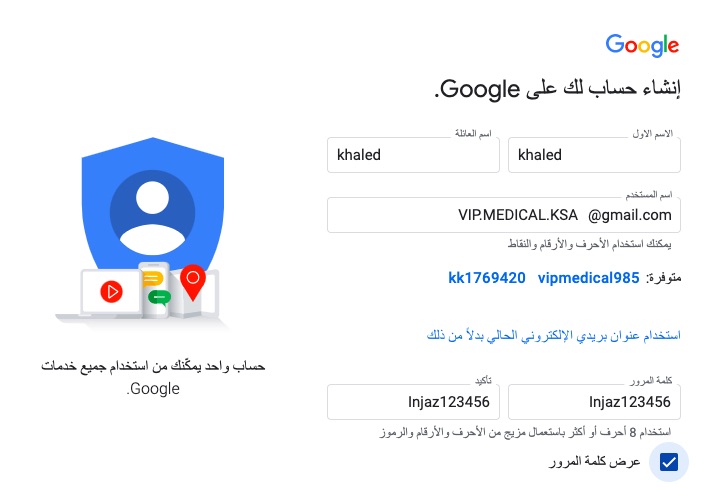 Google
إنشاء حساب لك على Google.
الاسم الاول
اسم العائلة
khaled
khaled
اسم المستخدم
VIP.MEDICAL.KSA @gmail.com
يمكنك استخدام الأحرف والأرقام والنقاط
متوفرة: vipmedical985 kk1769420
استخدام عنوان بريدي الإلكتروني الحالي بدلاً من ذلك
كلمة المرور
تأكيد
Injaz123456
Injaz123456
استخدام 8 أحرف أو أكثر باستعمال مزيج من الأحرف والأرقام والرموز
عرض كلمة المرور
حساب واحد يمكّنك من استخدام جميع خدمات
Google.